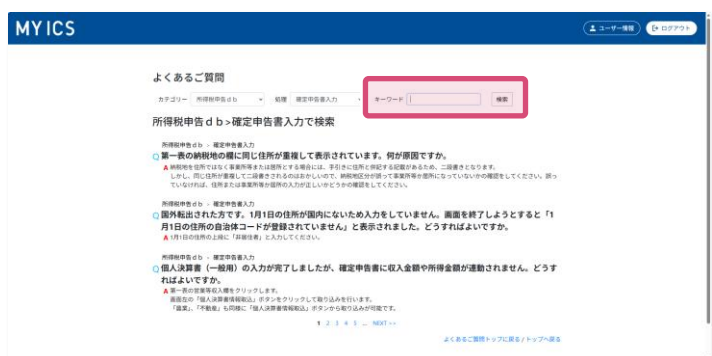 MYICS
ユーザー情報
ログアウト
よくあるご質問
カテゴリー 所得税申告ｄｂ 処理 確定申告書入力 キーワード 検索
所得税申告ｄｂ>確定申告書入力で検索
所得税申告ｄｂ ＞ 確定申告書入力
Q 第一表の納税地の欄に同じ住所が重複して表示されています。何が原因ですか。
A 納税地を住所ではなく事業所等または居所とする場合には、手引きに住所と併記する記載があるため、二段書きとなります。
しかし、同じ住所が重複して二段書きされるのはおかしいので、納税地区分が誤って事業所等か居所になっていないかの確認をしてください。誤っ
ていなければ、住所または事業所等か居所の入力が正しいかどうかの確認をしてください。
所得税申告ｄｂ ＞ 確定申告書入力
Q 国外転出された方です。1月1日の住所が国内にないため入力をしていません。画面を終了しようとすると「1
月1日の住所の自治体コードが登録されていません」と表示されました。どうすればよいですか。
A 1月1日の住所の上段に「非居住者」と入力してください。
所得税申告ｄｂ ＞ 確定申告書入力
Q 個人決算書（一般用）の入力が完了しましたが、確定申告書に収入金額や所得金額が連動されません。どうす
ればよいですか。
A 第一表の営業等収入欄をクリックします。
画面左の「個人決算書情報取込」ボタンをクリックして取り込みを行います。
「農業」、「不動産」も同様に「個人決算書情報取込」ボタンから取り込みが可能です。
1 2 3 4 5 ... NEXT >>
よくあるご質問トップに戻る / トップへ戻る